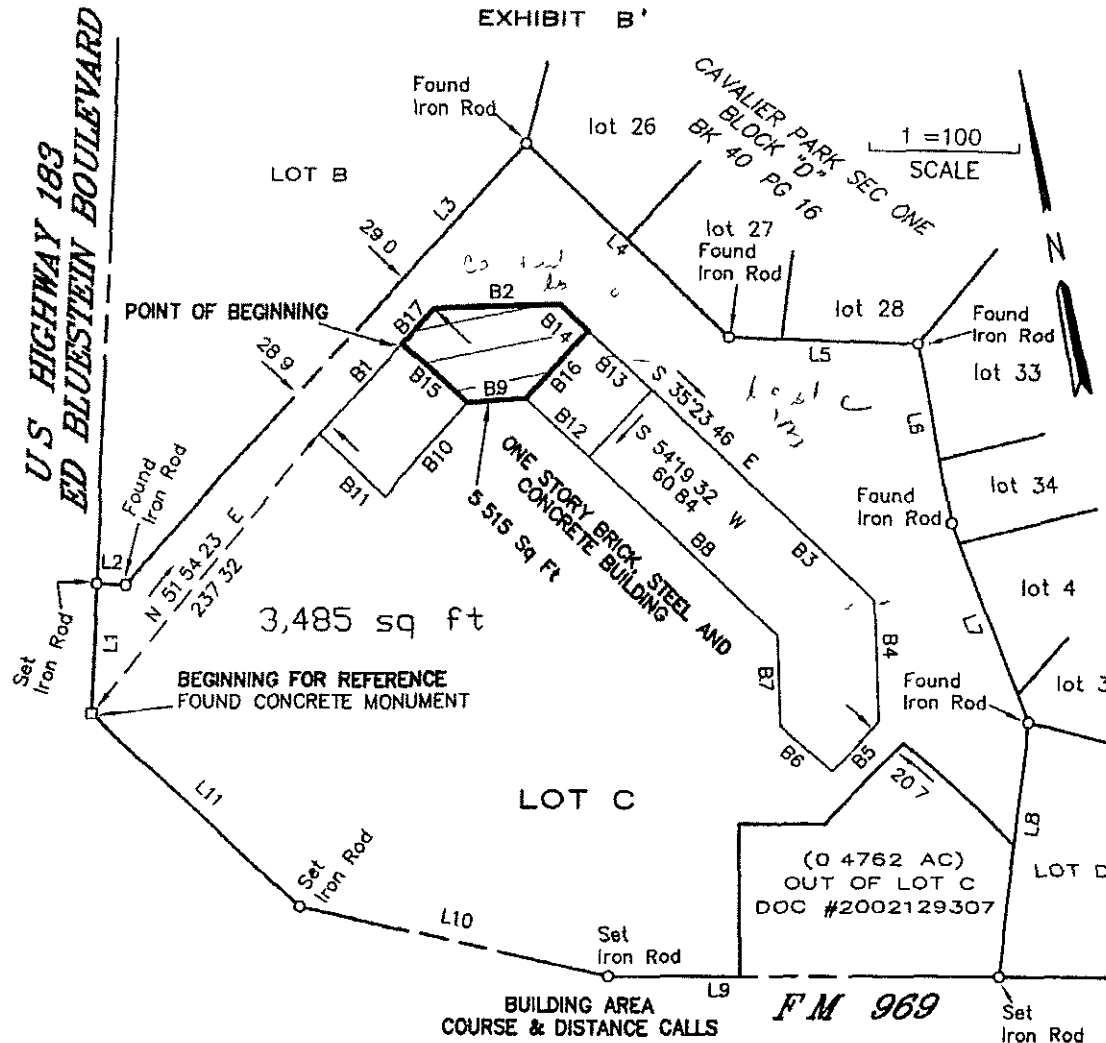 EXHIBIT B'
US HIGHWAY 183
ED BLUESTEIN BOULEVARD
Found
Iron Rod
lot 26
CAVALIER PARK SEC ONE
BLOCK "D"
BK 40 PG 16
1 =100
SCALE
N
LOT B
L3
29 0
L4
lot 27
Found
Iron Rod
lot 28
L5
Found
Iron Rod
lot 33
POINT OF BEGINNING
B17
B2
B14
28 9
B1
B15
B9
B16
B13
S 35°23 46 E
L6
B10
B12
S 54°19 32 W
60 84
lot 34
B11
ONE STORY BRICK, STEEL AND
CONCRETE BUILDING
5 515 Sq Ft
Found
Iron Rod
Found
Iron Rod
L2
B8
B3
N 51 54 23 E
237 32
3,485 sq ft
lot 4
L1
L7
B4
Set
Iron Rod
BEGINNING FOR REFERENCE
FOUND CONCRETE MONUMENT
B7
Found
Iron Rod
lot 3
B6
B5
20 7
L11
LOT C
L8
(0 4762 AC)
OUT OF LOT C
DOC #2002129307
LOT D
Set
Iron Rod
L10
Set
Iron Rod
L9
BUILDING AREA
COURSE & DISTANCE CALLS
FM 969
Set
Iron Rod